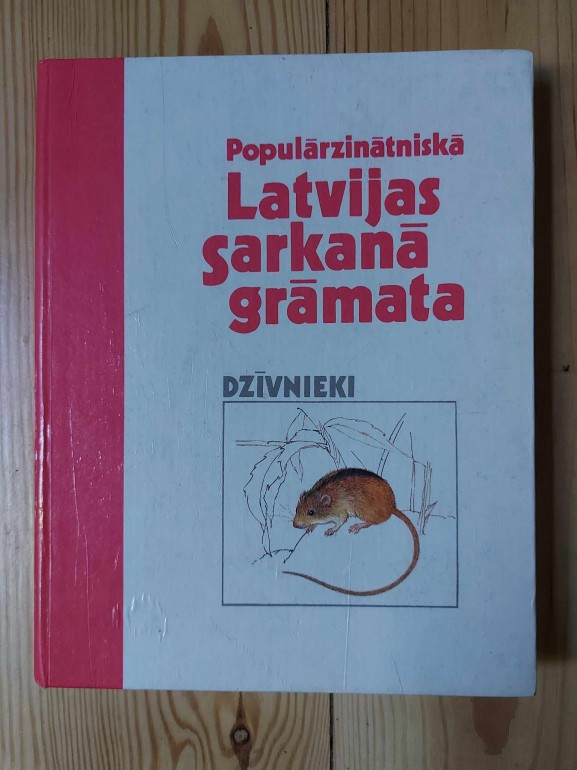 Populārzinātniskā
Latvijas
sarkanā
grāmata
DZĪVNIEKI